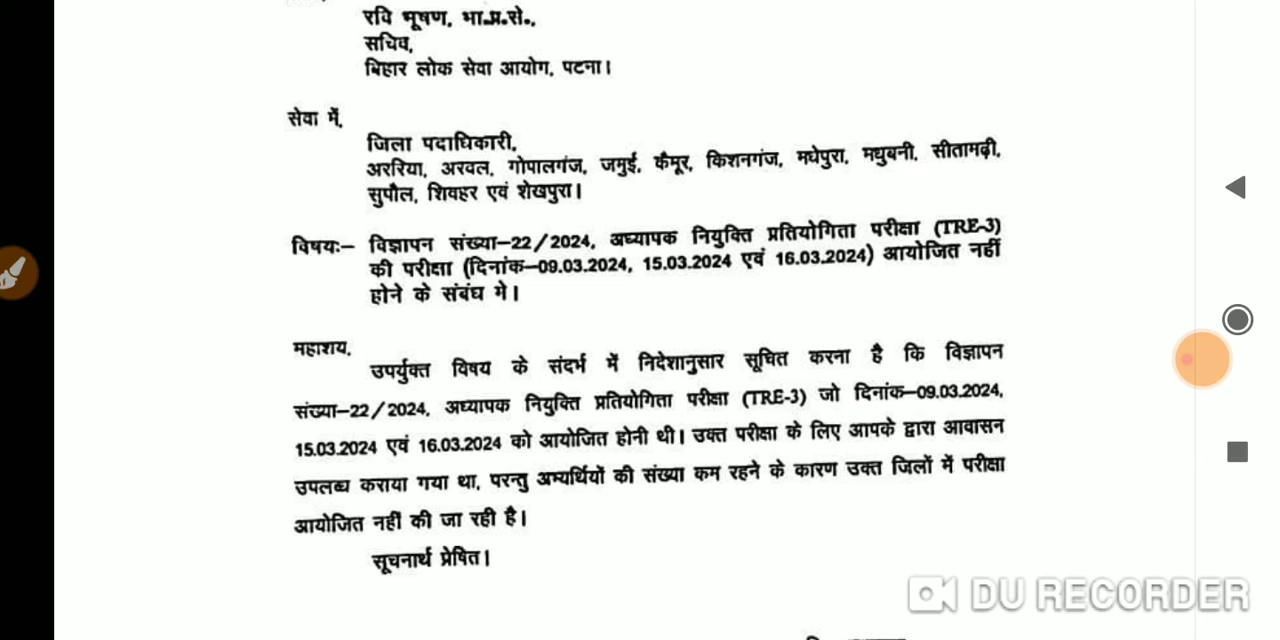 रवि भूषण, भा.प्र.से.,
सचिव,
बिहार लोक सेवा आयोग, पटना।
सेवा में,
जिला पदाधिकारी,
अररिया, अरवल, गोपालगंज, जमुई, कैमूर, किशनगंज, मधेपुरा, मधुबनी, सीतामढ़ी,
सुपौल, शिवहर एवं शेखपुरा।
विषयः– विज्ञापन संख्या–22/2024, अध्यापक नियुक्ति प्रतियोगिता परीक्षा (TRE-3)
की परीक्षा (दिनांक–09.03.2024, 15.03.2024 एवं 16.03.2024) आयोजित नहीं
होने के संबंध मे।
महाशय,
उपर्युक्त विषय के संदर्भ में निदेशानुसार सूचित करना है कि विज्ञापन
संख्या–22/2024, अध्यापक नियुक्ति प्रतियोगिता परीक्षा (TRE-3) जो दिनांक–09.03.2024,
15.03.2024 एवं 16.03.2024 को आयोजित होनी थी। उक्त परीक्षा के लिए आपके द्वारा आवासन
उपलब्ध कराया गया था, परन्तु अभ्यर्थियों की संख्या कम रहने के कारण उक्त जिलों में परीक्षा
आयोजित नहीं की जा रही है।
सूचनार्थ प्रेषित।
DU RECORDER